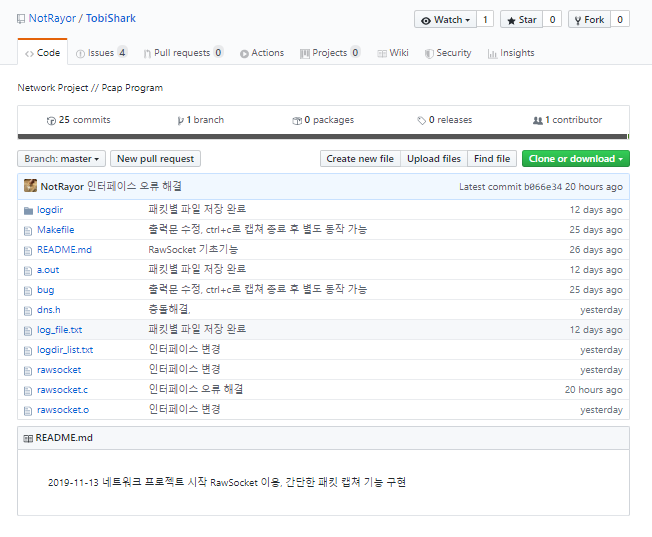 NotRayor / TobiShark
Watch 1 Star 0 Fork 0
Code Issues 4 Pull requests 0 Actions Projects 0 Wiki Security Insights
Network Project // Pcap Program
25 commits 1 branch 0 packages 0 releases 1 contributor
Branch: master New pull request Create new file Upload files Find file Clone or download
NotRayor 인터페이스 오류 해결 Latest commit b066e34 20 hours ago
logdir 패킷별 파일 저장 완료 12 days ago
Makefile 출력문 수정, ctrl+c로 캡쳐 종료 후 별도 동작 가능 25 days ago
README.md RawSocket 기초기능 26 days ago
a.out 패킷별 파일 저장 완료 12 days ago
bug 출력문 수정, ctrl+c로 캡쳐 종료 후 별도 동작 가능 25 days ago
dns.h 충돌해결, yesterday
log_file.txt 패킷별 파일 저장 완료 12 days ago
logdir_list.txt 인터페이스 변경 yesterday
rawsocket 인터페이스 변경 yesterday
rawsocket.c 인터페이스 오류 해결 20 hours ago
rawsocket.o 인터페이스 변경 yesterday
README.md
2019-11-13 네트워크 프로젝트 시작 RawSocket 이용, 간단한 패킷 캡쳐 기능 구현